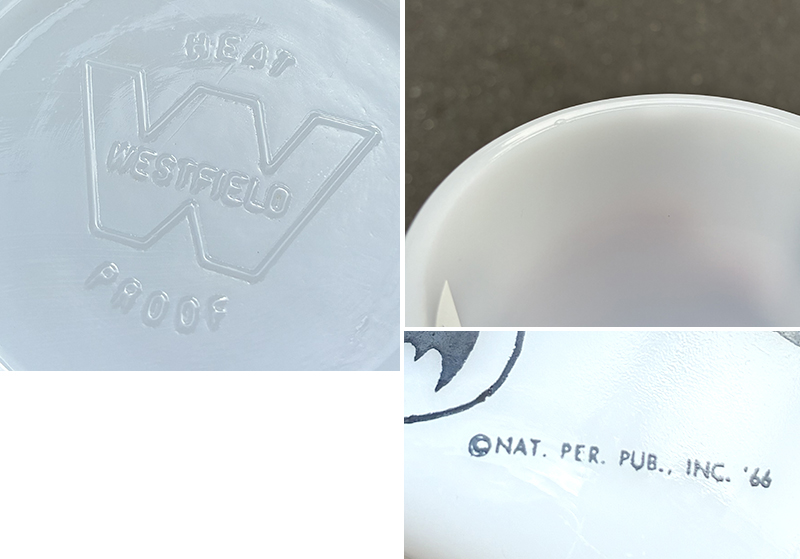 HEAT
WESTFIELD
PROOF
©NAT. PER. PUB., INC. '66